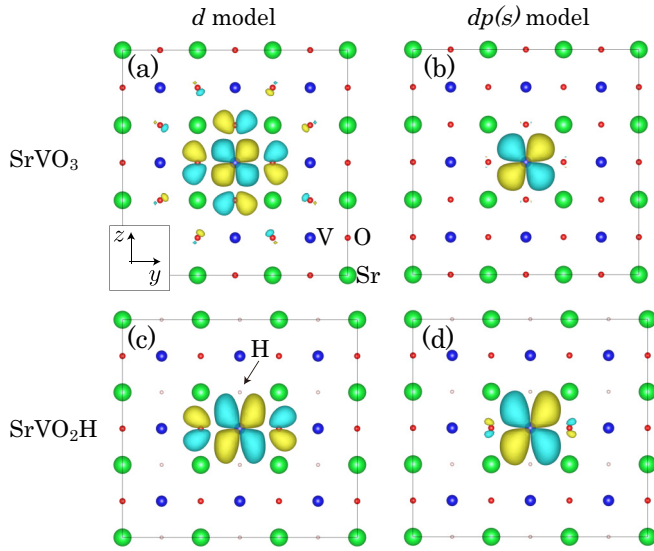 d model dp(s) model
(a) (b)
SrVO3
V O
z
y
Sr
(c) (d)
H
SrVO2H